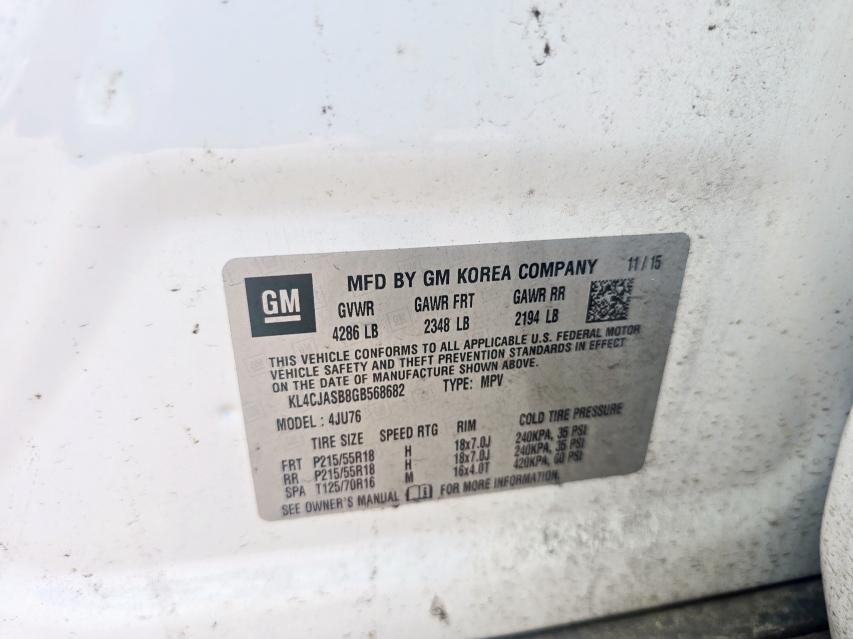 MFD BY GM KOREA COMPANY 11 / 15
GM
GVWR GAWR FRT GAWR RR
4286 LB 2348 LB 2194 LB
THIS VEHICLE CONFORMS TO ALL APPLICABLE U.S. FEDERAL MOTOR
VEHICLE SAFETY AND THEFT PREVENTION STANDARDS IN EFFECT
ON THE DATE OF MANUFACTURE SHOWN ABOVE.
KL4CJASB8GB568682 TYPE: MPV
MODEL: 4JU76
TIRE SIZE SPEED RTG RIM COLD TIRE PRESSURE
FRT P215/55R18 H 18x7.0J 240KPA, 35 PSI
RR P215/55R18 H 18x7.0J 240KPA, 35 PSI
SPA T125/70R16 M 16x4.0T 420KPA, 60 PSI
SEE OWNER'S MANUAL FOR MORE INFORMATION.